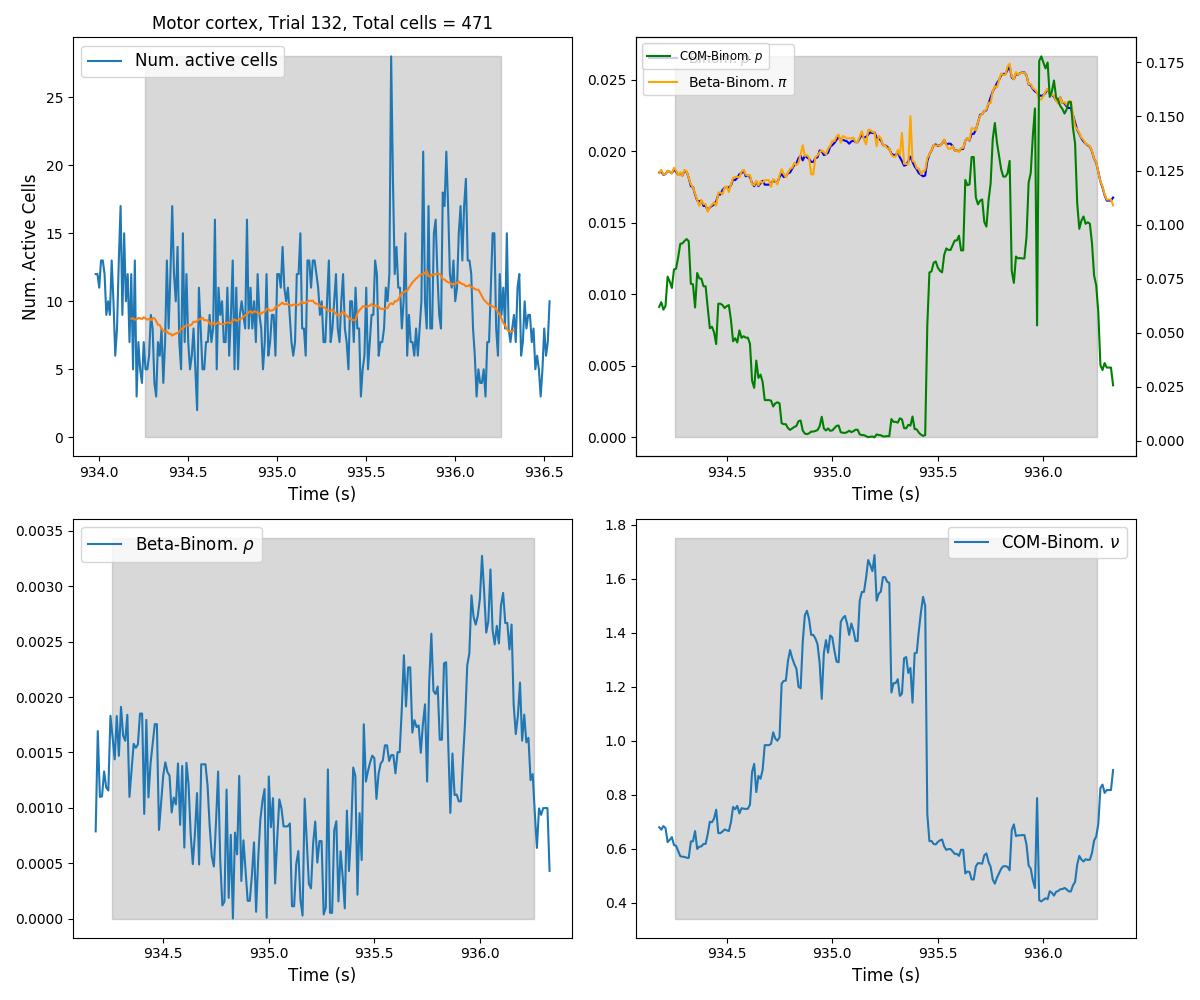 Motor cortex, Trial 132, Total cells = 471
Num. active cells
Num. Active Cells
25
20
15
10
5
0
934.0 934.5 935.0 935.5 936.0 936.5
Time (s)
COM-Binom. p
Beta-Binom. π
0.025
0.020
0.015
0.010
0.005
0.000
0.175
0.150
0.125
0.100
0.075
0.050
0.025
0.000
934.5 935.0 935.5 936.0
Time (s)
Beta-Binom. ρ
0.0035
0.0030
0.0025
0.0020
0.0015
0.0010
0.0005
0.0000
934.5 935.0 935.5 936.0
Time (s)
COM-Binom. ν
1.8
1.6
1.4
1.2
1.0
0.8
0.6
0.4
934.5 935.0 935.5 936.0
Time (s)